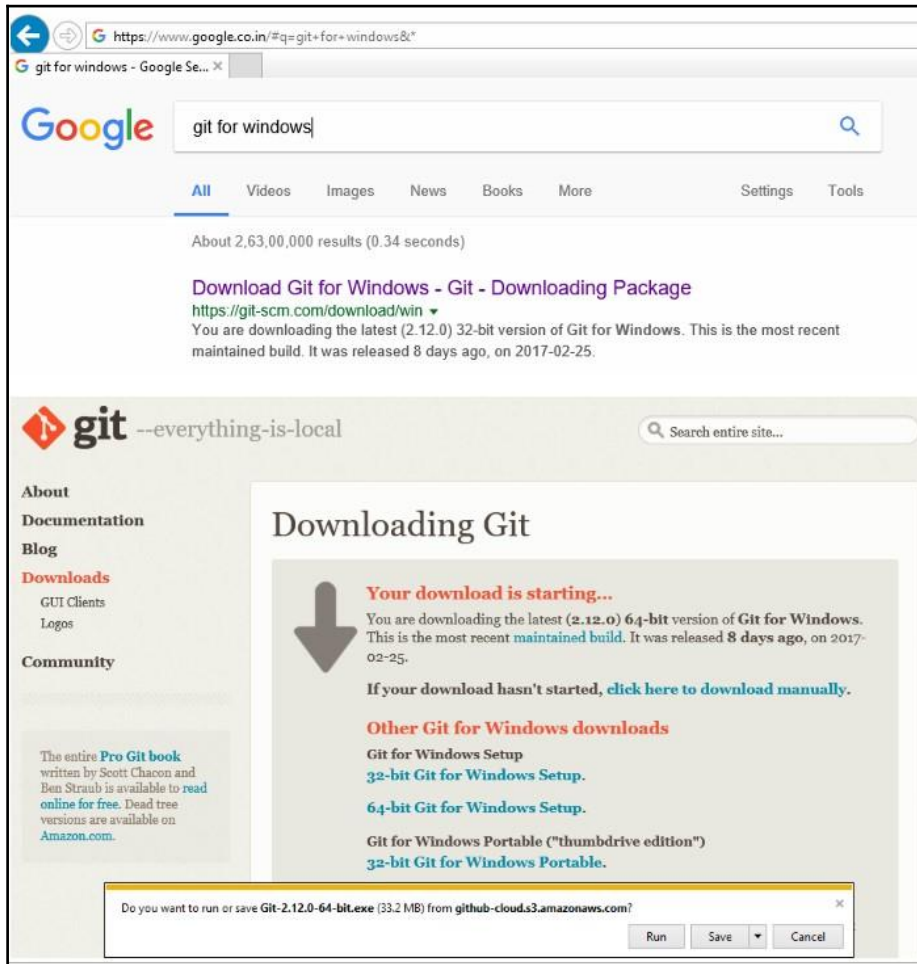 https://www.google.co.in/#q=git+for+windows&*
git for windows - Google Se...
Google
git for windows
All Videos Images News Books More Settings Tools
About 2,63,00,000 results (0.34 seconds)
Download Git for Windows - Git - Downloading Package
https://git-scm.com/download/win
You are downloading the latest (2.12.0) 32-bit version of Git for Windows. This is the most recent
maintained build. It was released 8 days ago, on 2017-02-25.
git --everything-is-local
Search entire site...
About
Documentation
Blog
Downloads
GUI Clients
Logos
Community
The entire Pro Git book
written by Scott Chacon and
Ben Straub is available to read
online for free. Dead tree
versions are available on
Amazon.com.
Downloading Git
Your download is starting...
You are downloading the latest (2.12.0) 64-bit version of Git for Windows.
This is the most recent maintained build. It was released 8 days ago, on 2017-
02-25.
If your download hasn't started, click here to download manually.
Other Git for Windows downloads
Git for Windows Setup
32-bit Git for Windows Setup.
64-bit Git for Windows Setup.
Git for Windows Portable ("thumbdrive edition")
32-bit Git for Windows Portable.
Do you want to run or save Git-2.12.0-64-bit.exe (33.2 MB) from github-cloud.s3.amazonaws.com?
Run Save Cancel